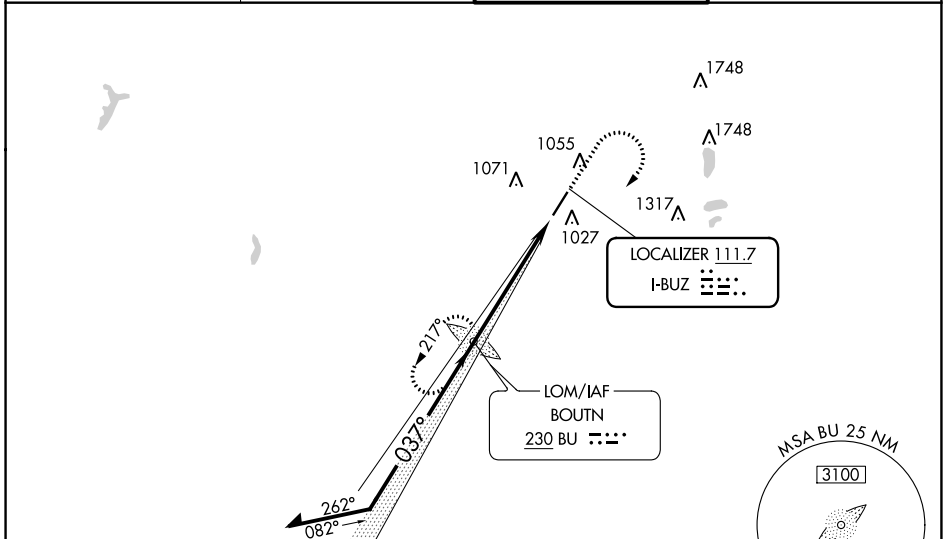 1748
1748
1055
1071
1317
1027
LOCALIZER 111.7
I-BUZ
217°
LOM/IAF
BOUTN
230 BU
037°
MSA BU 25 NM
3100
262°
082°